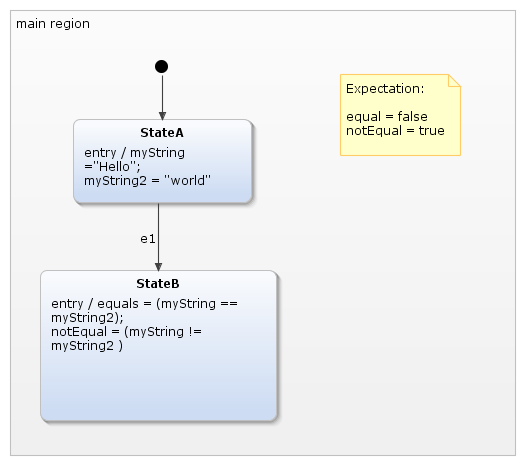 main region
Expectation:
equal = false
notEqual = true
StateA
entry / myString
="Hello";
myString2 = "world"
e1
StateB
entry / equals = (myString ==
myString2);
notEqual = (myString !=
myString2 )